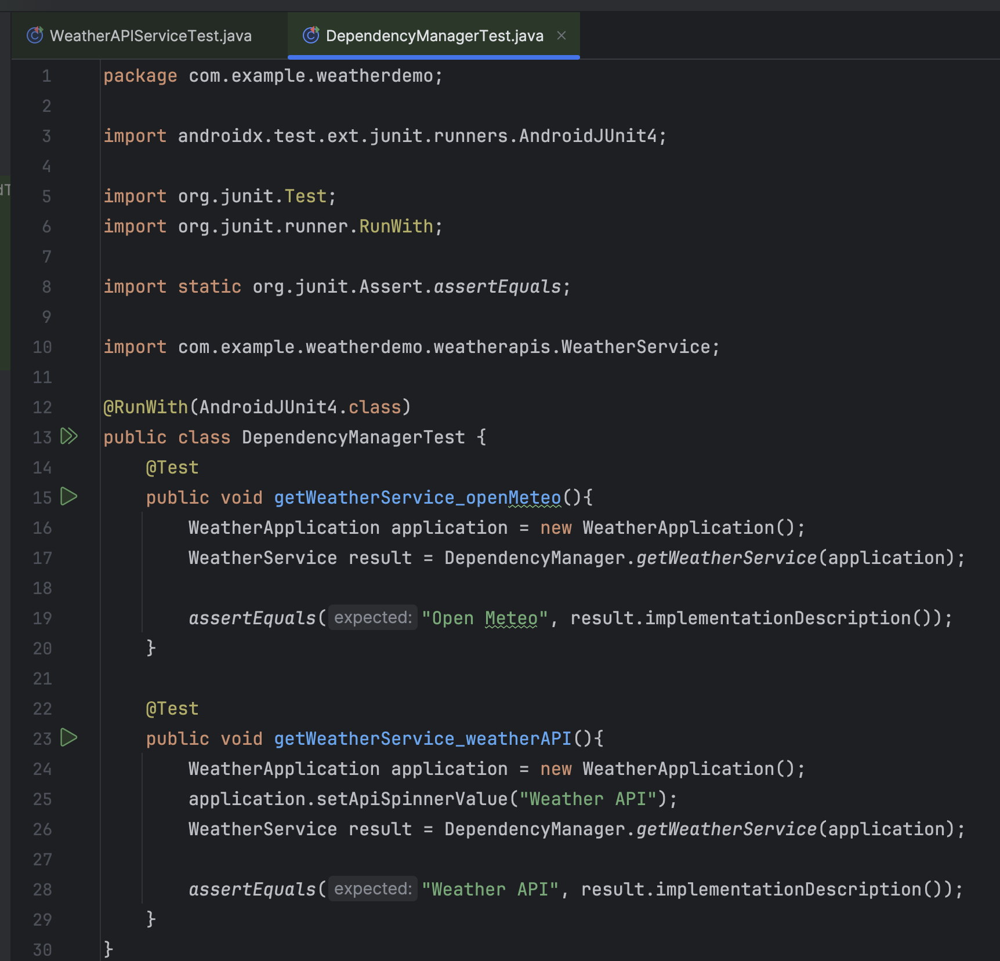 WeatherAPIServiceTest.java DependencyManagerTest.java
1 package com.example.weatherdemo;
2
3 import androidx.test.ext.junit.runners.AndroidJUnit4;
4
dT
5 import org.junit.Test;
6 import org.junit.runner.RunWith;
7
8 import static org.junit.Assert.assertEquals;
9
10 import com.example.weatherdemo.weatherapis.WeatherService;
11
12 @RunWith(AndroidJUnit4.class)
13 public class DependencyManagerTest {
14     @Test
15     public void getWeatherService_openMeteo(){
16         WeatherApplication application = new WeatherApplication();
17         WeatherService result = DependencyManager.getWeatherService(application);
18
19         assertEquals( expected: "Open Meteo", result.implementationDescription());
20     }
21
22     @Test
23     public void getWeatherService_weatherAPI(){
24         WeatherApplication application = new WeatherApplication();
25         application.setApiSpinnerValue("Weather API");
26         WeatherService result = DependencyManager.getWeatherService(application);
27
28         assertEquals( expected: "Weather API", result.implementationDescription());
29     }
30 }